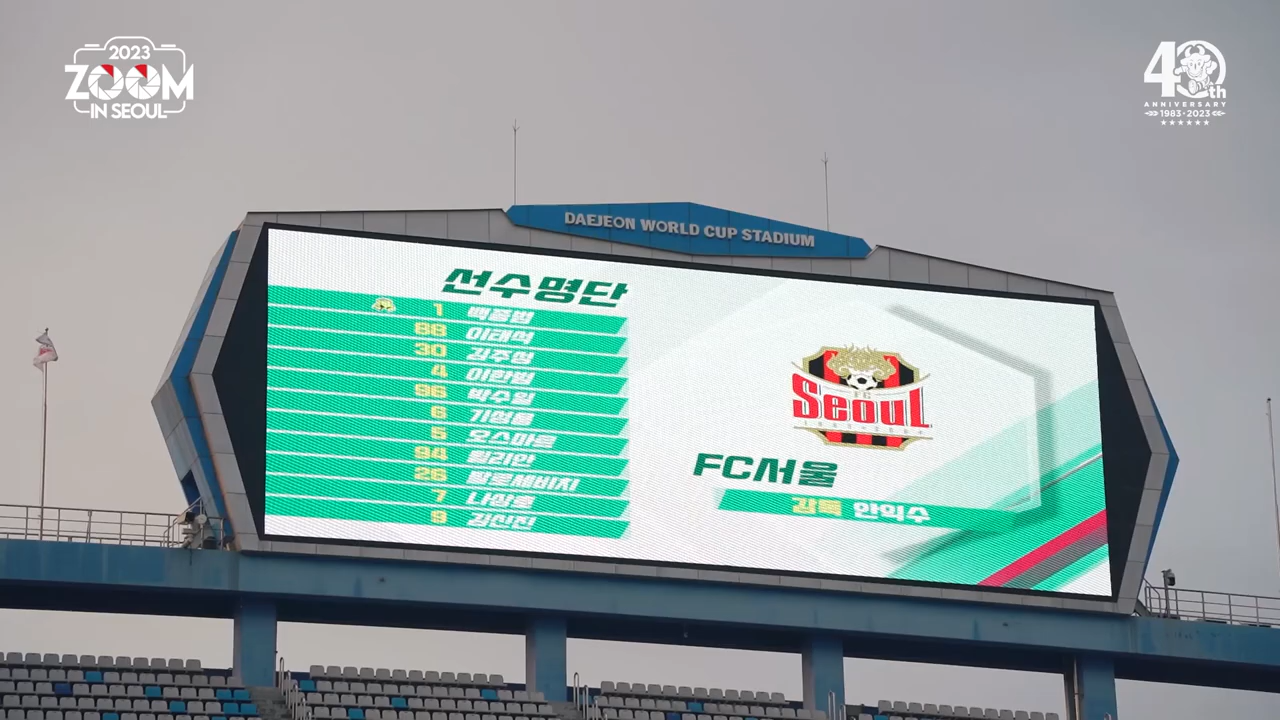 2023
ZOOM
IN SEOUL
40th
ANNIVERSARY
1983-2023
DAEJEON WORLD CUP STADIUM
선수명단
1 백종범
88 이태석
30 김주성
4 이한범
96 박수일
6 기성용
5 오스마르
94 윌리안
26 팔로세비치
7 나상호
9 김신진
FC
Seoul
FC서울
감독 안익수